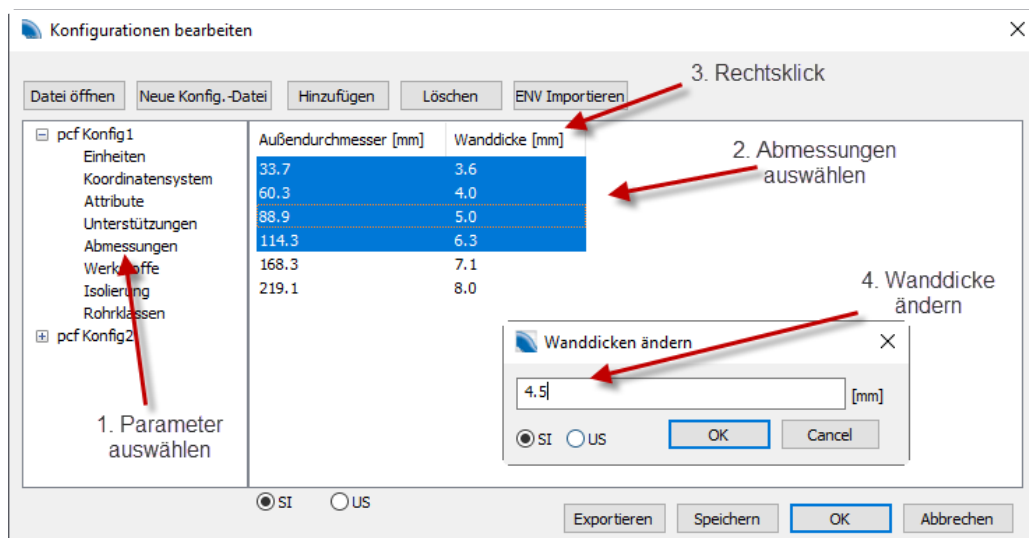 Konfigurationen bearbeiten
3. Rechtsklick
Datei öffnen Neue Konfig.-Datei Hinzufügen Löschen ENV Importieren
pcf Konfig1
Einheiten
Koordinatensystem
Attribute
Unterstützungen
Abmessungen
Werkstoffe
Isolierung
Rohrklassen
pcf Konfig2
1. Parameter
auswählen
Außendurchmesser [mm] Wanddicke [mm]
33.7 3.6
60.3 4.0
88.9 5.0
114.3 6.3
168.3 7.1
219.1 8.0
2. Abmessungen
auswählen
4. Wanddicke
ändern
Wanddicken ändern
4.5 [mm]
SI US OK Cancel
SI US
Exportieren Speichern OK Abbrechen